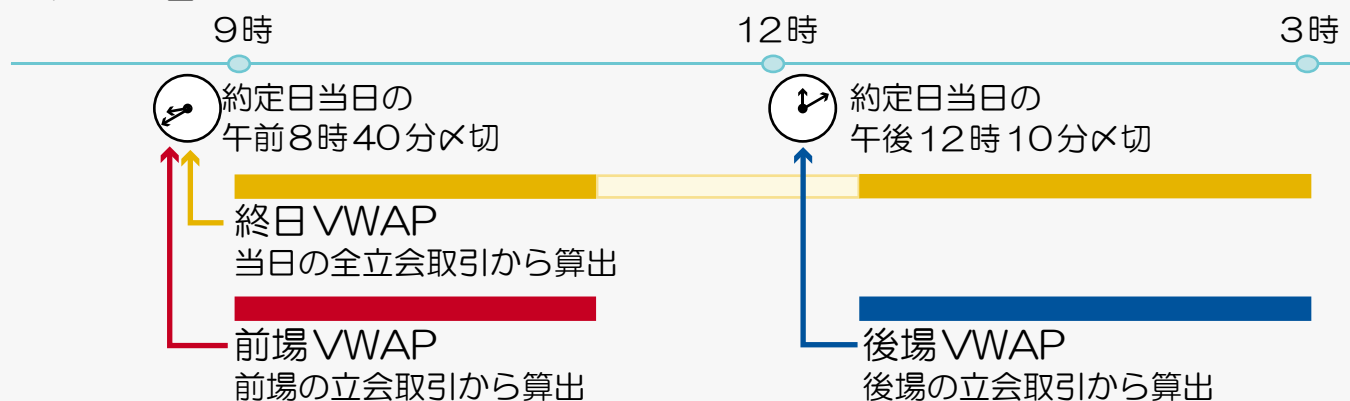 9時
12時
3時
約定日当日の
午前8時40分〆切
約定日当日の
午後12時10分〆切
終日VWAP
当日の全立会取引から算出
前場VWAP
前場の立会取引から算出
後場VWAP
後場の立会取引から算出